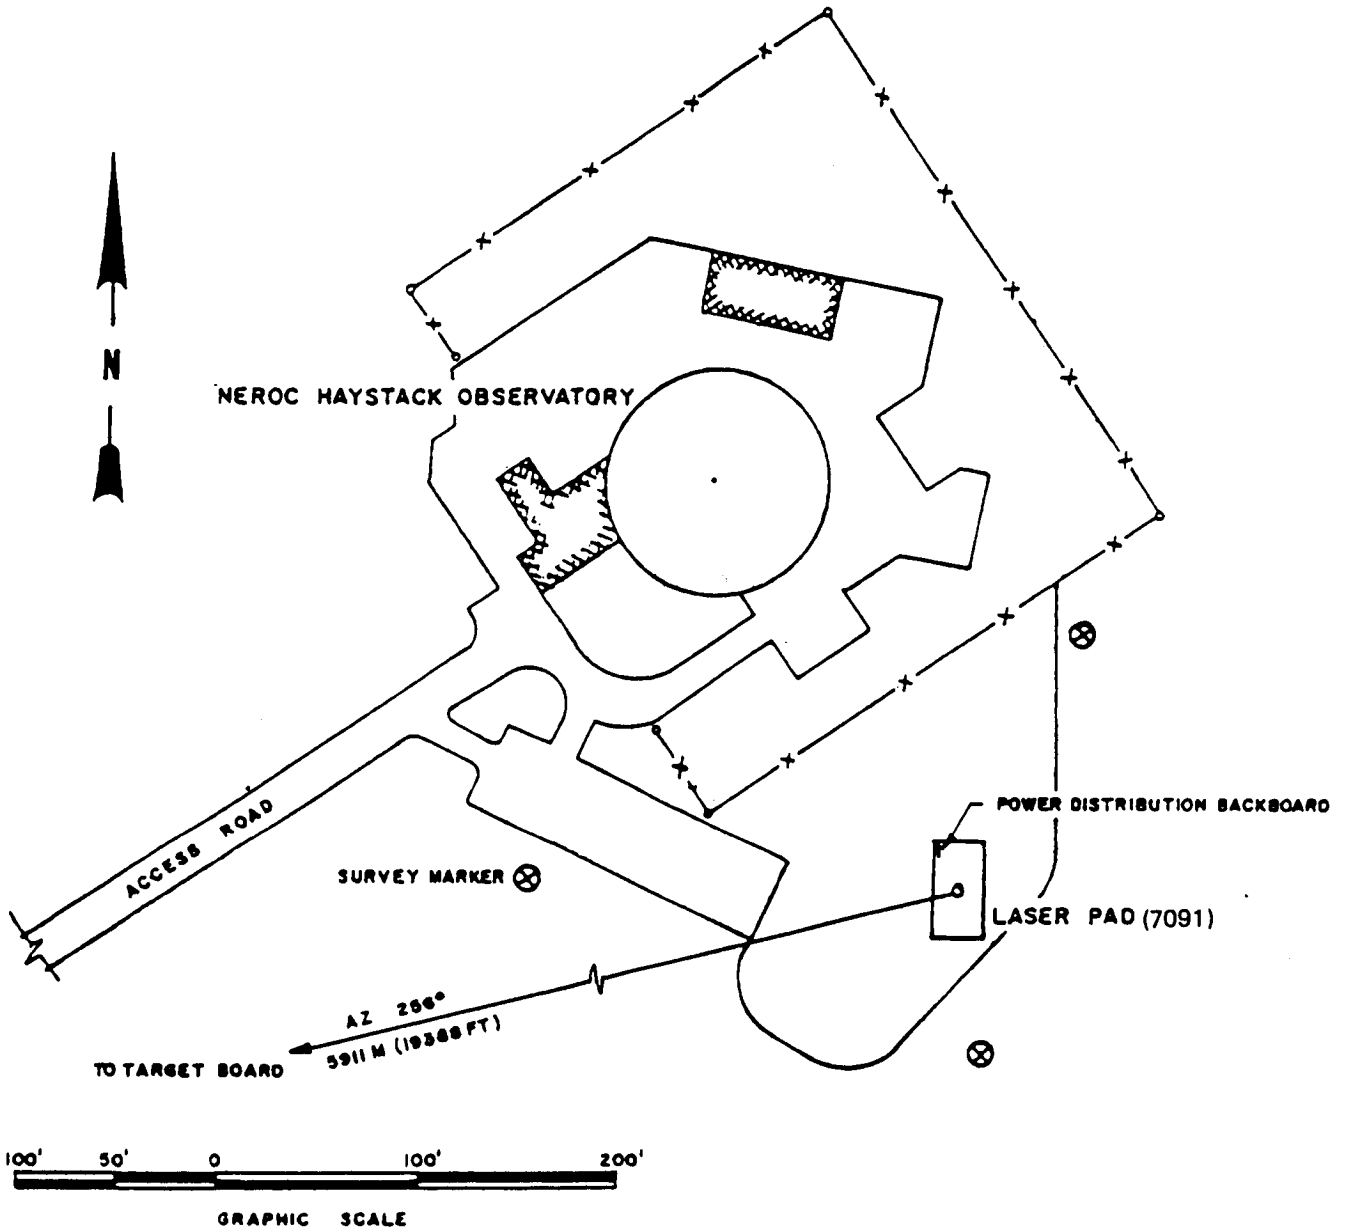 N
NEROC HAYSTACK OBSERVATORY
POWER DISTRIBUTION BACKBOARD
ACCESS ROAD
SURVEY MARKER
LASER PAD (7091)
AZ 256°
5911 M (19388 FT)
TO TARGET BOARD
100' 50' 0 100' 200'
GRAPHIC SCALE